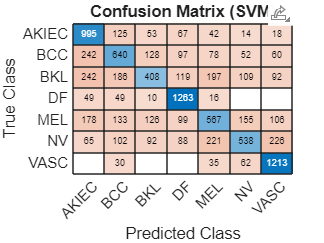 Confusion Matrix (SVM
AKIEC 995 125 53 67 42 14 18
BCC 242 640 128 97 78 52 60
BKL 242 186 408 119 197 109 92
DF 49 49 10 1263 16
MEL 178 133 126 99 567 155 106
NV 65 102 92 88 221 538 226
VASC 30 35 62 1213
AKIEC BCC BKL DF MEL NV VASC
True Class
Predicted Class